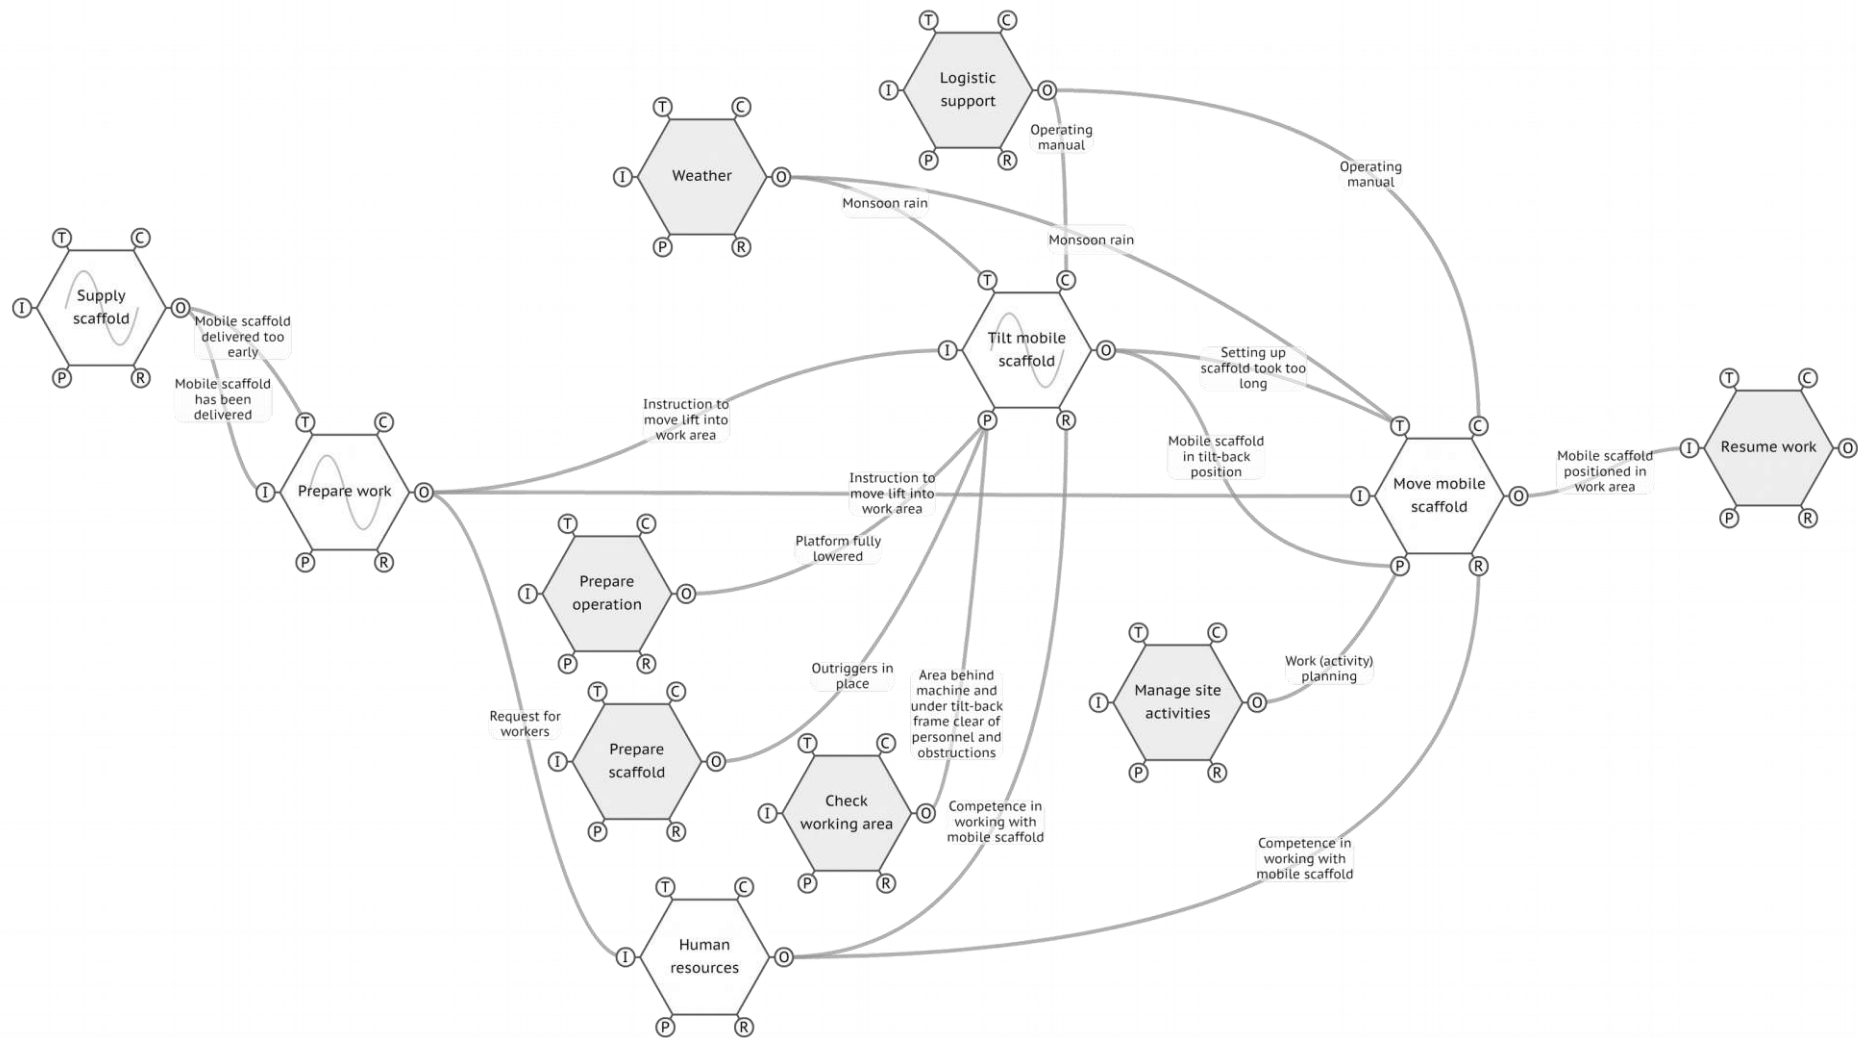 T
C
Logistic
support
I
O
P
R
Operating
manual
Operating
manual
T
C
Weather
I
O
P
R
Monsoon rain
Monsoon rain
T
C
Supply
scaffold
I
O
P
R
Mobile scaffold
delivered too
early
Mobile scaffold
has been
delivered
T
C
Tilt mobile
scaffold
I
O
P
R
Setting up
scaffold took too
long
Mobile scaffold
in tilt-back
position
Instruction to
move lift into
work area
T
C
Prepare work
I
O
P
R
Instruction to
move lift into
work area
T
C
Move mobile
scaffold
I
O
P
R
Mobile scaffold
positioned in
work area
T
C
Resume work
I
O
P
R
T
C
Prepare
operation
I
O
P
R
Platform fully
lowered
T
C
Prepare
scaffold
I
O
P
R
Outriggers in
place
Area behind
machine and
under tilt-back
frame clear of
personnel and
obstructions
Request for
workers
T
C
Manage site
activities
I
O
P
R
Work (activity)
planning
T
C
Check
working area
I
O
P
R
Competence in
working with
mobile scaffold
Competence in
working with
mobile scaffold
T
C
Human
resources
I
O
P
R